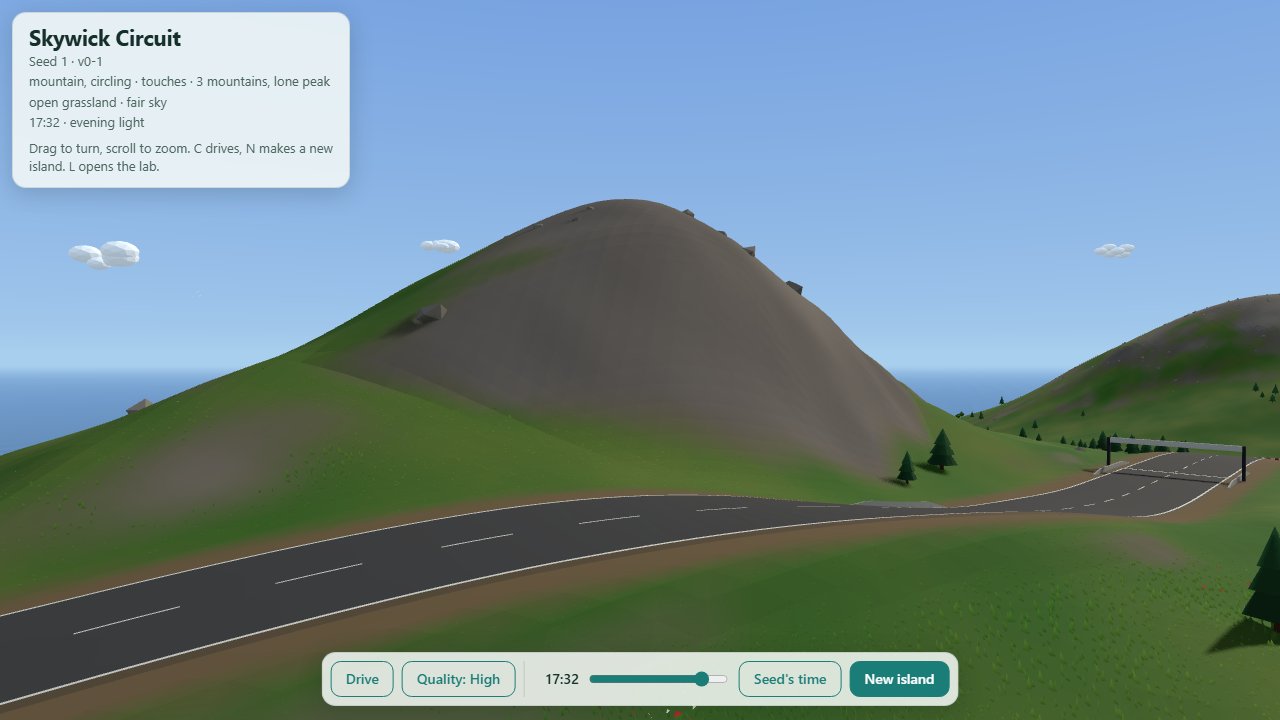 Skywick Circuit
Seed 1 · v0-1
mountain, circling · touches · 3 mountains, lone peak
open grassland · fair sky
17:32 · evening light
Drag to turn, scroll to zoom. C drives, N makes a new
island. L opens the lab.
Drive
Quality: High
17:32
Seed's time
New island